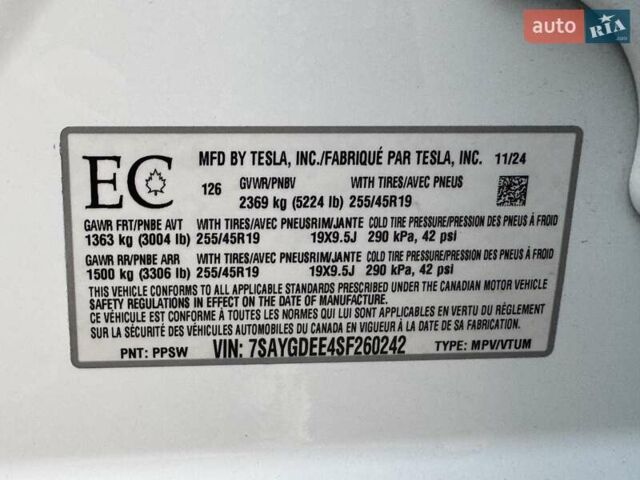 auto RIA
.com
EC
MFD BY TESLA, INC./FABRIQUÉ PAR TESLA, INC. 11/24
126 GVWR/PNBV WITH TIRES/AVEC PNEUS
2369 kg (5224 lb) 255/45R19
GAWR FRT/PNBE AVT WITH TIRES/AVEC PNEUS RIM/JANTE COLD TIRE PRESSURE/PRESSION DES PNEUS À FROID
1363 kg (3004 lb) 255/45R19 19X9.5J 290 kPa, 42 psi
GAWR RR/PNBE ARR WITH TIRES/AVEC PNEUS RIM/JANTE COLD TIRE PRESSURE/PRESSION DES PNEUS À FROID
1500 kg (3306 lb) 255/45R19 19X9.5J 290 kPa, 42 psi
THIS VEHICLE CONFORMS TO ALL APPLICABLE STANDARDS PRESCRIBED UNDER THE CANADIAN MOTOR VEHICLE
SAFETY REGULATIONS IN EFFECT ON THE DATE OF MANUFACTURE.
CE VÉHICULE EST CONFORME À TOUTES LES NORMES QUI LUI SONT APPLICABLES EN VERTU DU RÈGLEMENT
SUR LA SÉCURITÉ DES VÉHICULES AUTOMOBILES DU CANADA EN VIGUEUR À LA DATE DE SA FABRICATION.
PNT: PPSW VIN: 7SAYGDEE4SF260242 TYPE: MPV/VTUM